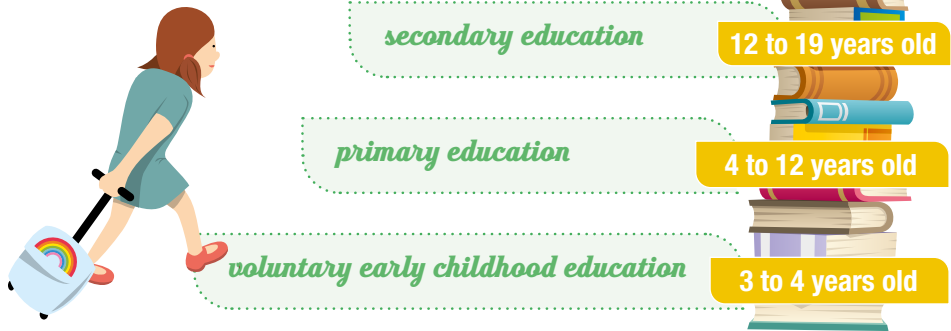 secondary education
12 to 19 years old
primary education
4 to 12 years old
voluntary early childhood education
3 to 4 years old